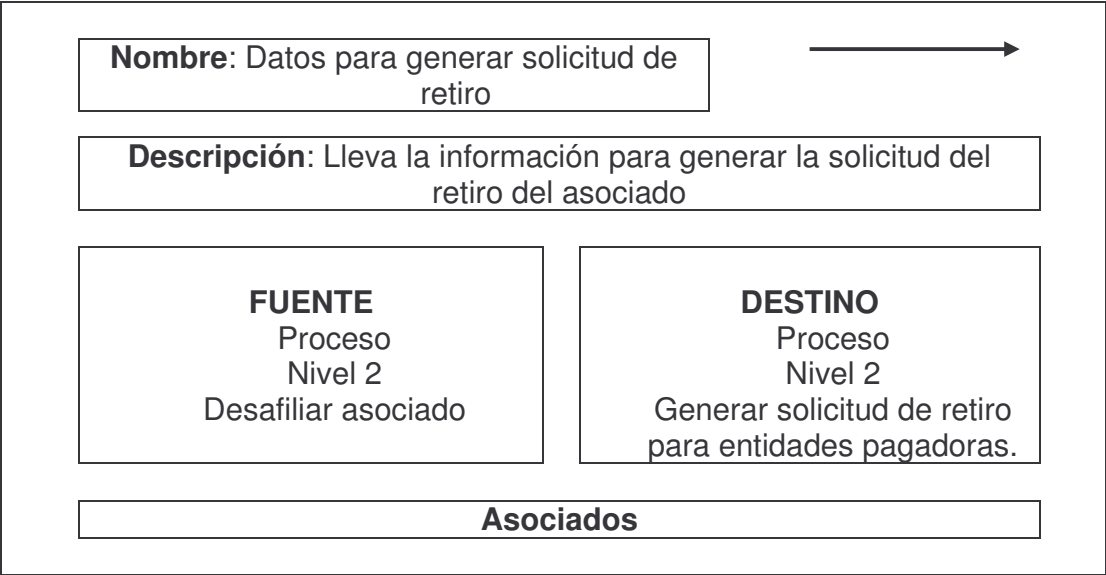 Nombre: Datos para generar solicitud de
retiro
Descripción: Lleva la información para generar la solicitud del
retiro del asociado
FUENTE
Proceso
Nivel 2
Desafiliar asociado
DESTINO
Proceso
Nivel 2
Generar solicitud de retiro
para entidades pagadoras.
Asociados